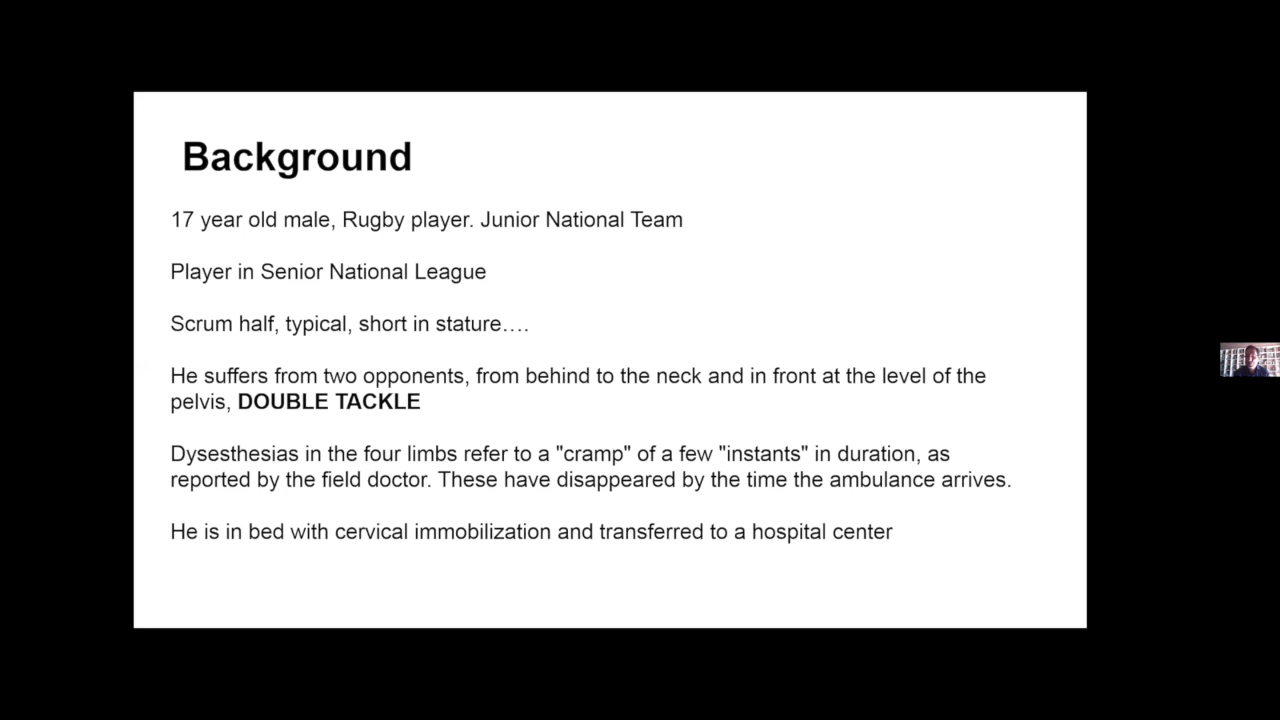 Background
17 year old male, Rugby player. Junior National Team
Player in Senior National League
Scrum half, typical, short in stature….
He suffers from two opponents, from behind to the neck and in front at the level of the
pelvis, DOUBLE TACKLE
Dysesthesias in the four limbs refer to a "cramp" of a few "instants" in duration, as
reported by the field doctor. These have disappeared by the time the ambulance arrives.
He is in bed with cervical immobilization and transferred to a hospital center